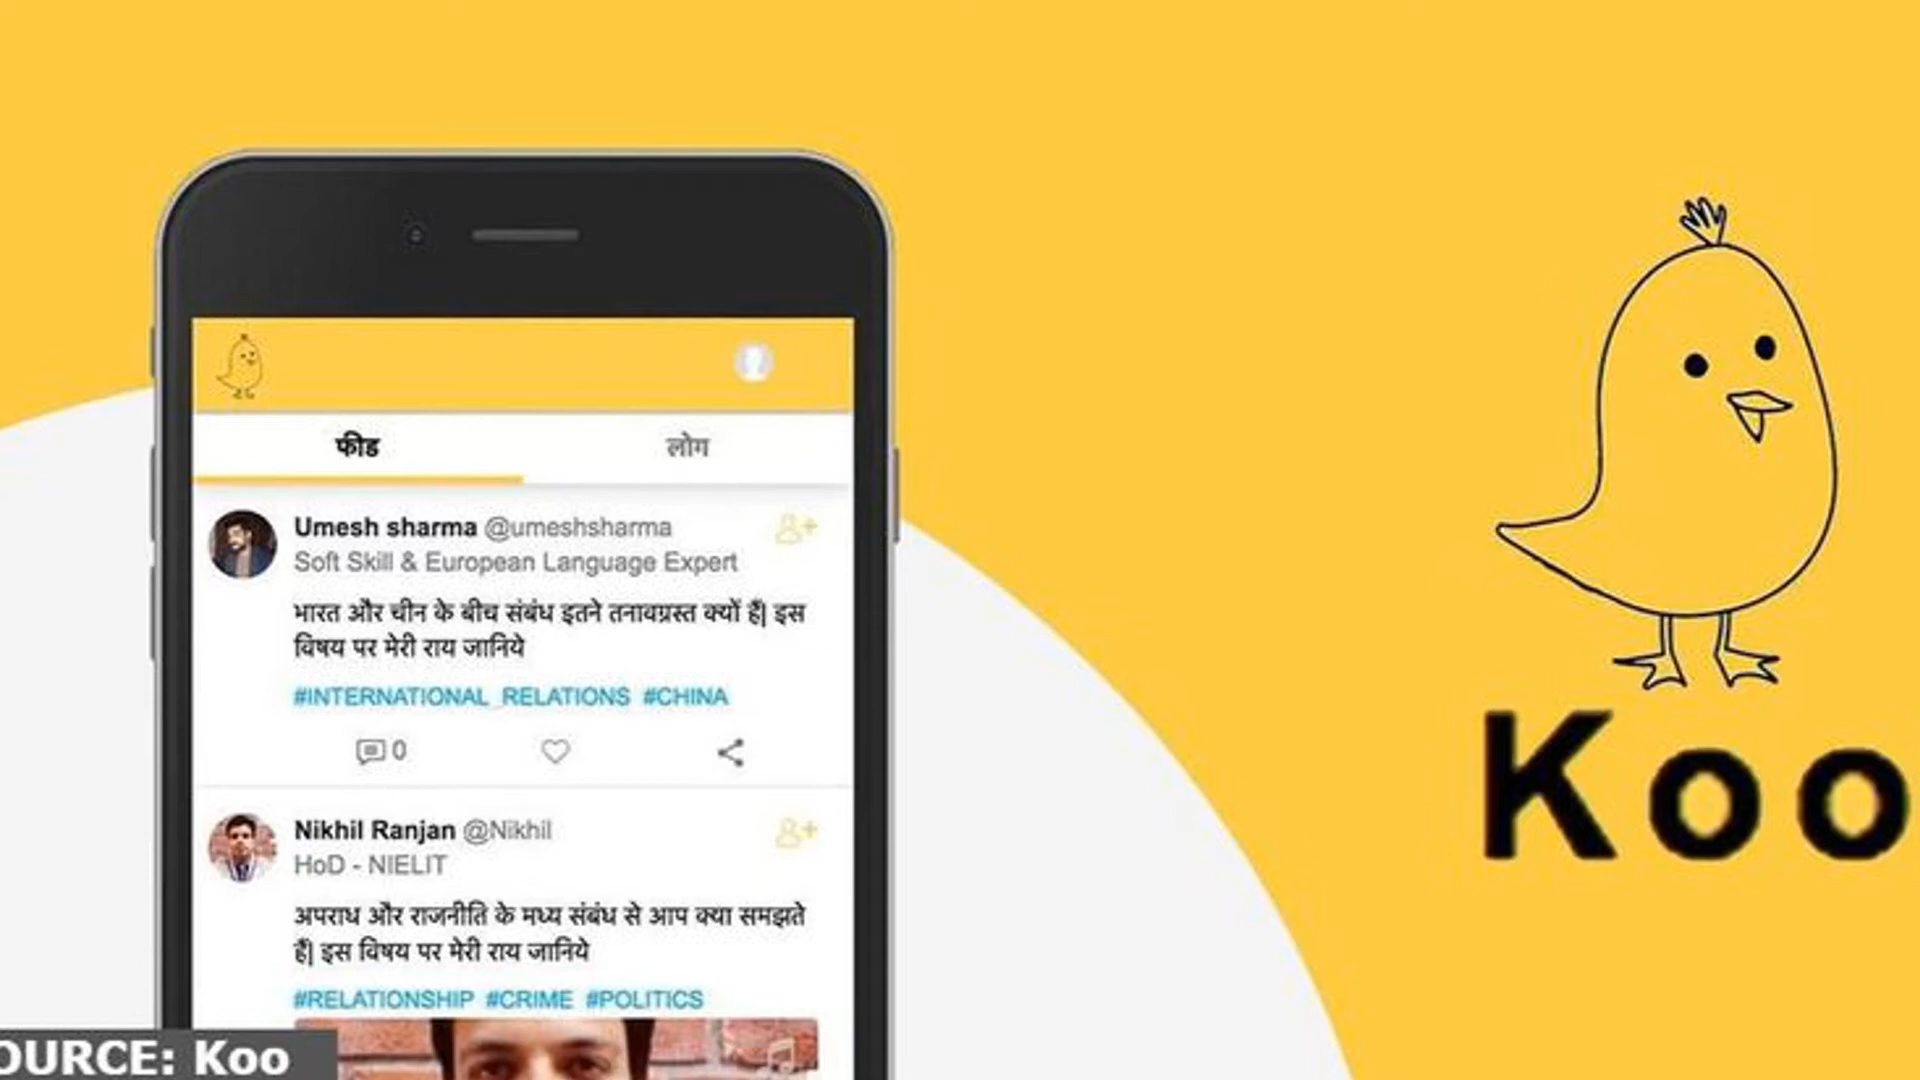 फीड लोग
Umesh sharma @umeshsharma
Soft Skill & European Language Expert
भारत और चीन के बीच संबंध इतने तनावग्रस्त क्यों हैं| इस
विषय पर मेरी राय जानिये
#INTERNATIONAL_RELATIONS #CHINA
0
Nikhil Ranjan @Nikhil
HoD - NIELIT
अपराध और राजनीति के मध्य संबंध से आप क्या समझते
हैं| इस विषय पर मेरी राय जानिये
#RELATIONSHIP #CRIME #POLITICS
Koo
OURCE: Koo